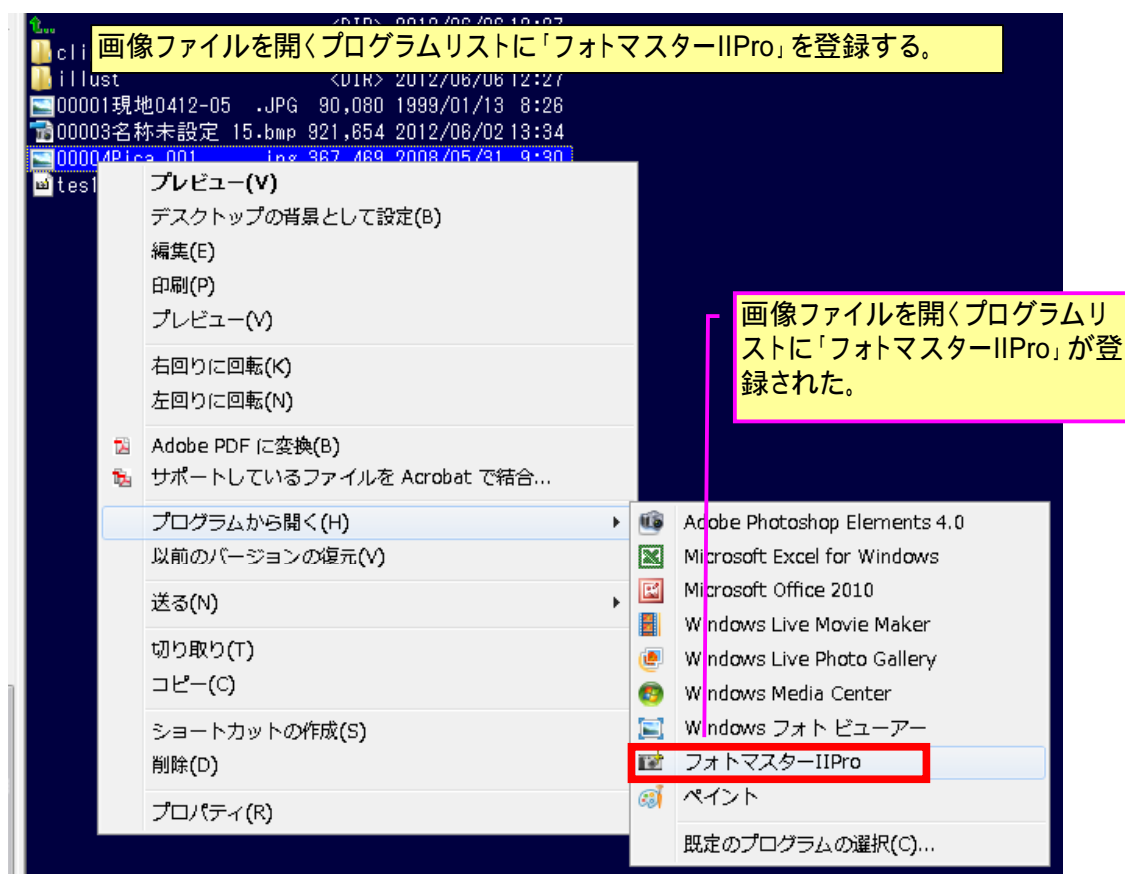 画像ファイルを開くプログラムリストに「フォトマスターIIPro」を登録する。
illust <DIR> 2012/06/06 12:27
00001現地0412-05 .JPG 90,080 1999/01/13 8:26
00003名称未設定 15.bmp 921,654 2012/06/02 13:34
00004Pica 001 jpg 367,469 2008/05/31 9:30
プレビュー(V)
デスクトップの背景として設定(B)
編集(E)
印刷(P)
プレビュー(V)
右回りに回転(K)
左回りに回転(N)
Adobe PDF に変換(B)
サポートしているファイルを Acrobat で結合...
プログラムから開く(H)
以前のバージョンの復元(V)
送る(N)
切り取り(T)
コピー(C)
ショートカットの作成(S)
削除(D)
プロパティ(R)
画像ファイルを開くプログラムリ
ストに「フォトマスターIIPro」が登
録された。
Adobe Photoshop Elements 4.0
Microsoft Excel for Windows
Microsoft Office 2010
Windows Live Movie Maker
Windows Live Photo Gallery
Windows Media Center
Windows フォト ビューアー
フォトマスターIIPro
ペイント
既定のプログラムの選択(C)...